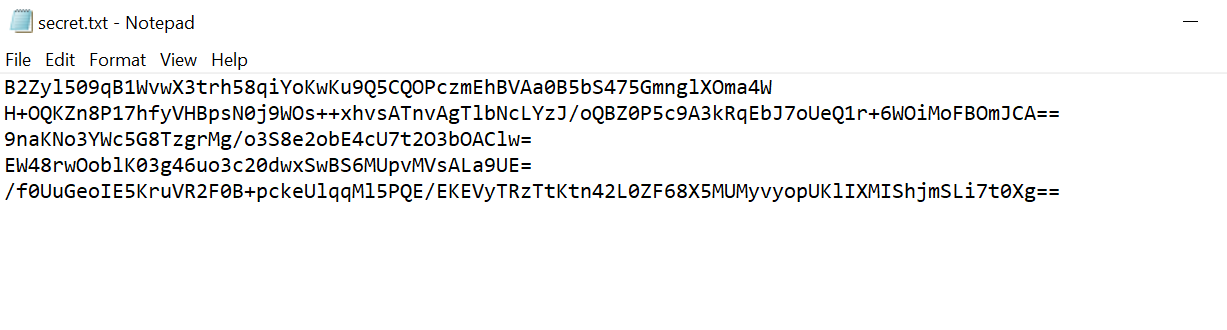 secret.txt - Notepad
File Edit Format View Help
B2Zyl509qB1WvwX3trh58qiYoKwKu9Q5CQOPczmEhBVAa0B5bS475GmnglXOma4W
H+OQKZn8P17hfyVHBpsN0j9WOs++xhvsATnvAgTlbNcLYzJ/oQBZ0P5c9A3kRqEbJ7oUeQ1r+6WOiMoFBOmJCA==
9naKNo3YWc5G8TzgrMg/o3S8e2obE4cU7t2O3bOAClw=
EW48rwOoblK03g46uo3c20dwxSwBS6MUpvMVsALa9UE=
/f0UuGeoIE5KruVR2F0B+pckeUlqqMl5PQE/EKEVyTRzTtKtn42L0ZF68X5MUMyvyopUKlIXMIShjmSLi7t0Xg==